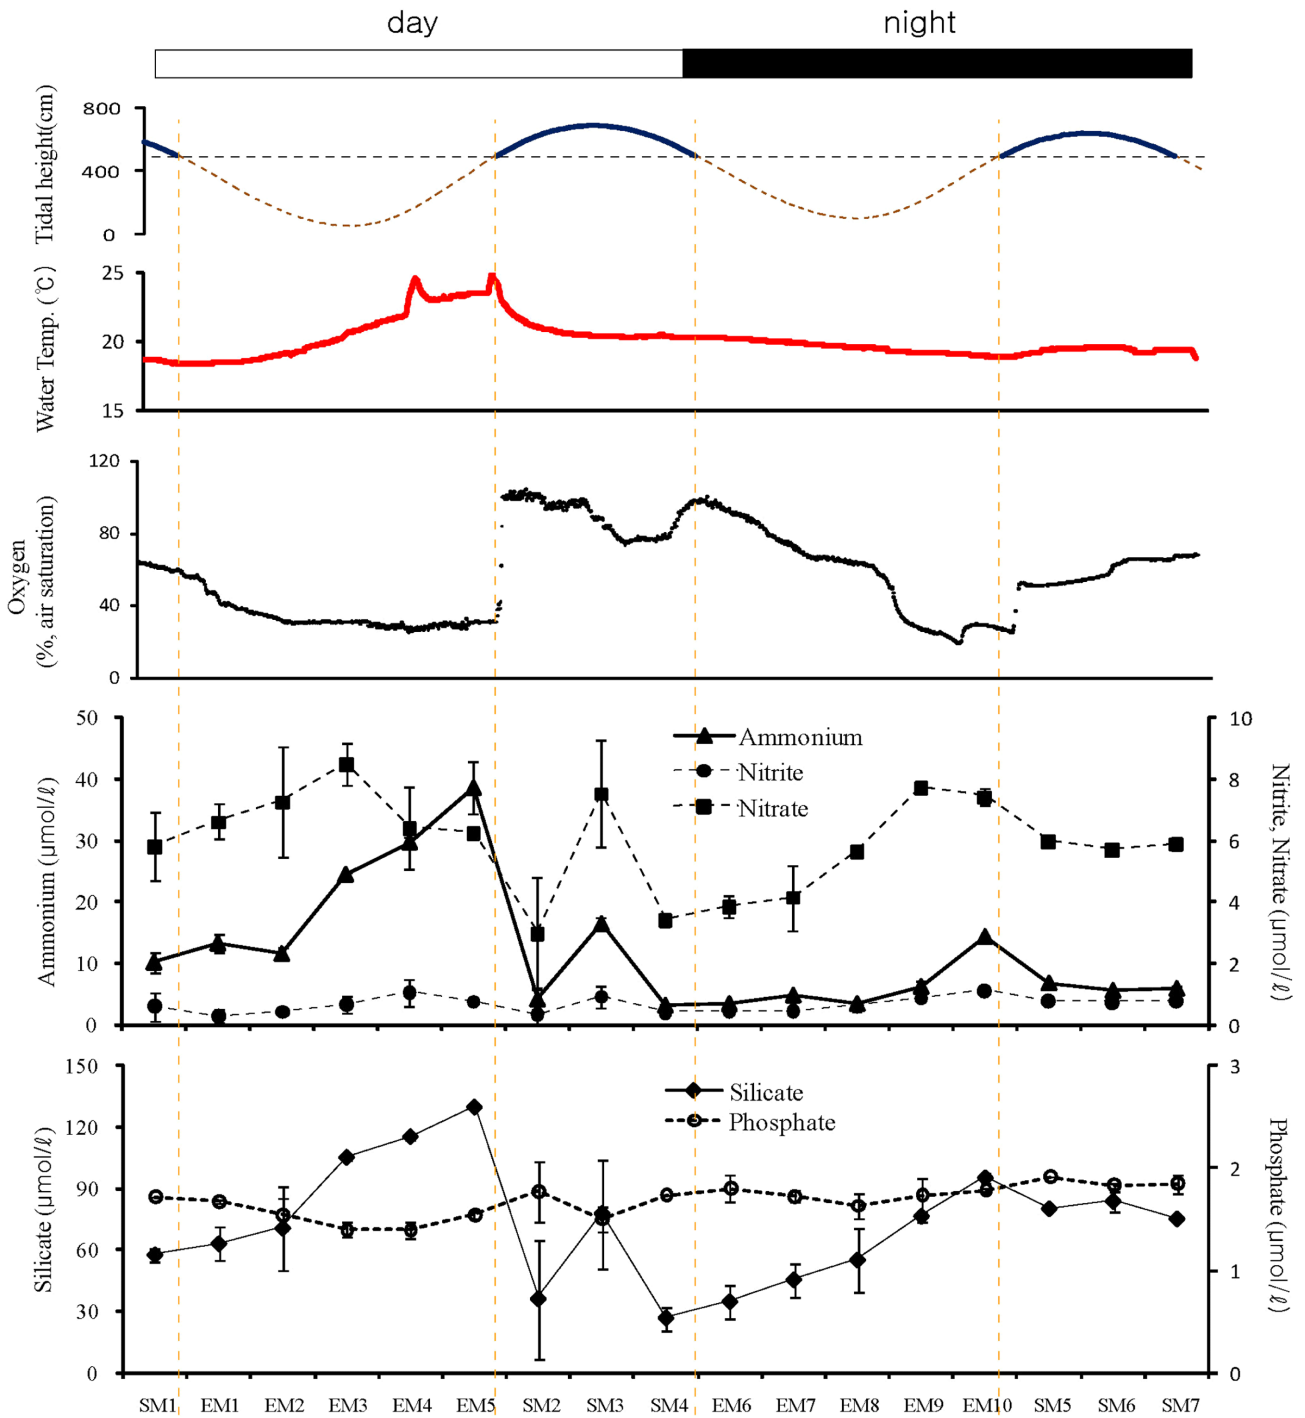 day night
Tidal height(cm)
800
400
0
Water Temp. (℃)
25
20
15
Oxygen
(%, air saturation)
120
80
40
0
Ammonium (μmol/ℓ)
50
40
30
20
10
0
Ammonium
Nitrite
Nitrate
10
8
6
4
2
0
Nitrite, Nitrate (μmol/ℓ)
Silicate (μmol/ℓ)
150
120
90
60
30
0
Silicate
Phosphate
3
2
1
0
Phosphate (μmol/ℓ)
SM1 EM1 EM2 EM3 EM4 EM5 SM2 SM3 SM4 EM6 EM7 EM8 EM9 EM10 SM5 SM6 SM7